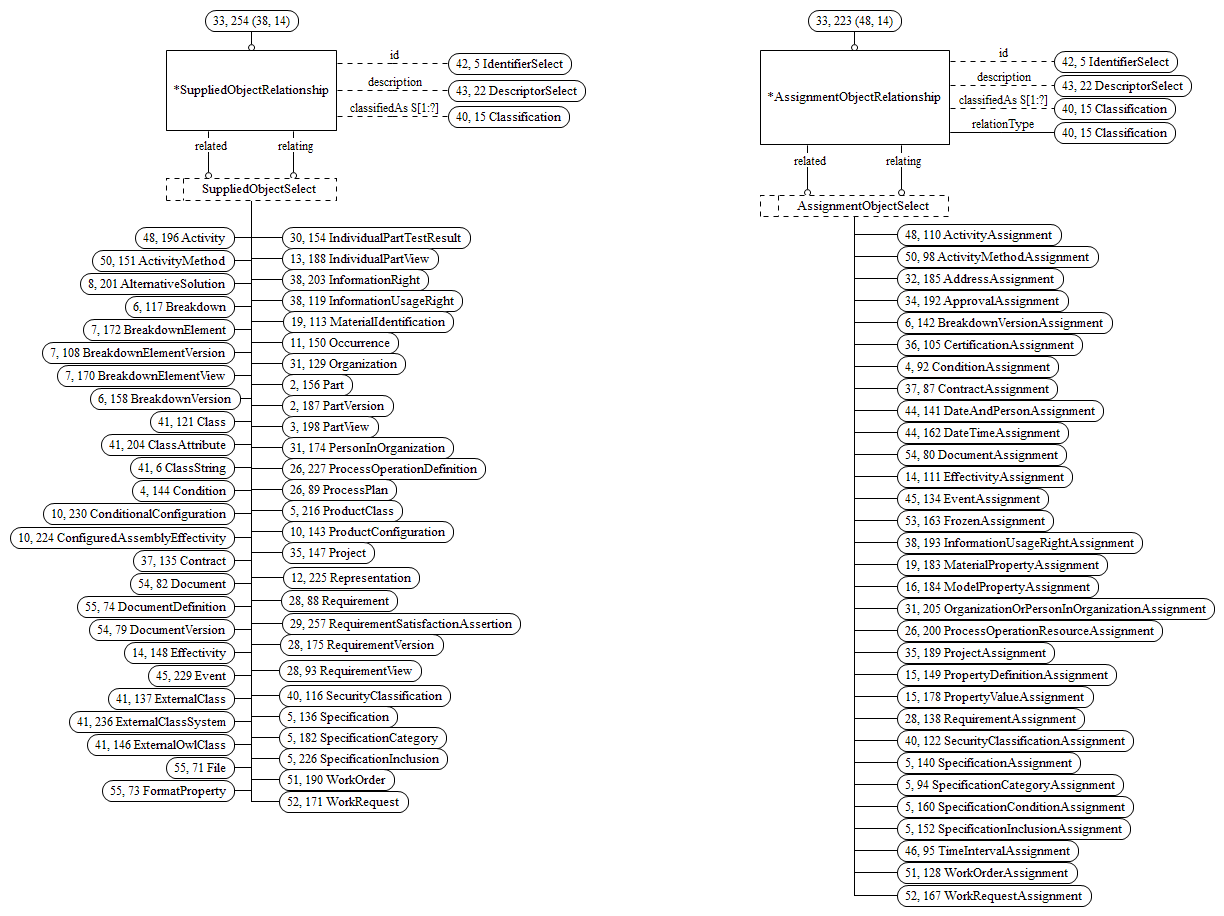 33, 254 (38, 14)
*SuppliedObjectRelationship
id
42, 5 IdentifierSelect
description
43, 22 DescriptorSelect
classifiedAs S[1:?]
40, 15 Classification
related
relating
SuppliedObjectSelect
48, 196 Activity
50, 151 ActivityMethod
8, 201 AlternativeSolution
6, 117 Breakdown
7, 172 BreakdownElement
7, 108 BreakdownElementVersion
7, 170 BreakdownElementView
6, 158 BreakdownVersion
41, 121 Class
41, 204 ClassAttribute
41, 6 ClassString
4, 144 Condition
10, 230 ConditionalConfiguration
10, 224 ConfiguredAssemblyEffectivity
37, 135 Contract
54, 82 Document
55, 74 DocumentDefinition
54, 79 DocumentVersion
14, 148 Effectivity
45, 229 Event
41, 137 ExternalClass
41, 236 ExternalClassSystem
41, 146 ExternalOwlClass
55, 71 File
55, 73 FormatProperty
30, 154 IndividualPartTestResult
13, 188 IndividualPartView
38, 203 InformationRight
38, 119 InformationUsageRight
19, 113 MaterialIdentification
11, 150 Occurrence
31, 129 Organization
2, 156 Part
2, 187 PartVersion
3, 198 PartView
31, 174 PersonInOrganization
26, 227 ProcessOperationDefinition
26, 89 ProcessPlan
5, 216 ProductClass
10, 143 ProductConfiguration
35, 147 Project
12, 225 Representation
28, 88 Requirement
29, 257 RequirementSatisfactionAssertion
28, 175 RequirementVersion
28, 93 RequirementView
40, 116 SecurityClassification
5, 136 Specification
5, 182 SpecificationCategory
5, 226 SpecificationInclusion
51, 190 WorkOrder
52, 171 WorkRequest
33, 223 (48, 14)
*AssignmentObjectRelationship
id
42, 5 IdentifierSelect
description
43, 22 DescriptorSelect
classifiedAs S[1:?]
40, 15 Classification
relationType
40, 15 Classification
related
relating
AssignmentObjectSelect
48, 110 ActivityAssignment
50, 98 ActivityMethodAssignment
32, 185 AddressAssignment
34, 192 ApprovalAssignment
6, 142 BreakdownVersionAssignment
36, 105 CertificationAssignment
4, 92 ConditionAssignment
37, 87 ContractAssignment
44, 141 DateAndPersonAssignment
44, 162 DateTimeAssignment
54, 80 DocumentAssignment
14, 111 EffectivityAssignment
45, 134 EventAssignment
53, 163 FrozenAssignment
38, 193 InformationUsageRightAssignment
19, 183 MaterialPropertyAssignment
16, 184 ModelPropertyAssignment
31, 205 OrganizationOrPersonInOrganizationAssignment
26, 200 ProcessOperationResourceAssignment
35, 189 ProjectAssignment
15, 149 PropertyDefinitionAssignment
15, 178 PropertyValueAssignment
28, 138 RequirementAssignment
40, 122 SecurityClassificationAssignment
5, 140 SpecificationAssignment
5, 94 SpecificationCategoryAssignment
5, 160 SpecificationConditionAssignment
5, 152 SpecificationInclusionAssignment
46, 95 TimeIntervalAssignment
51, 128 WorkOrderAssignment
52, 167 WorkRequestAssignment